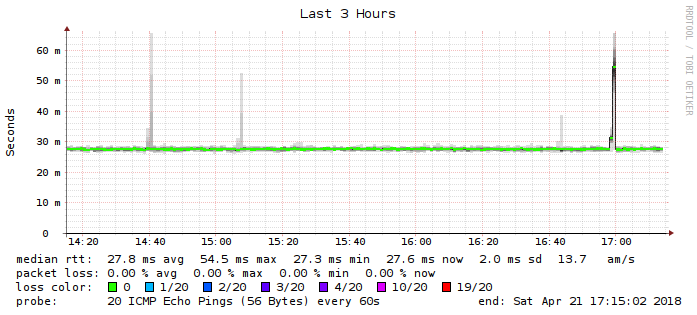 Last 3 Hours
RRDTOOL / TOBI OETIKER
Seconds
60 m
50 m
40 m
30 m
20 m
10 m
0
14:20 14:40 15:00 15:20 15:40 16:00 16:20 16:40 17:00
median rtt: 27.8 ms avg 54.5 ms max 27.3 ms min 27.6 ms now 2.0 ms sd 13.7 am/s
packet loss: 0.00 % avg 0.00 % max 0.00 % min 0.00 % now
loss color: 0 1/20 2/20 3/20 4/20 10/20 19/20
probe: 20 ICMP Echo Pings (56 Bytes) every 60s end: Sat Apr 21 17:15:02 2018